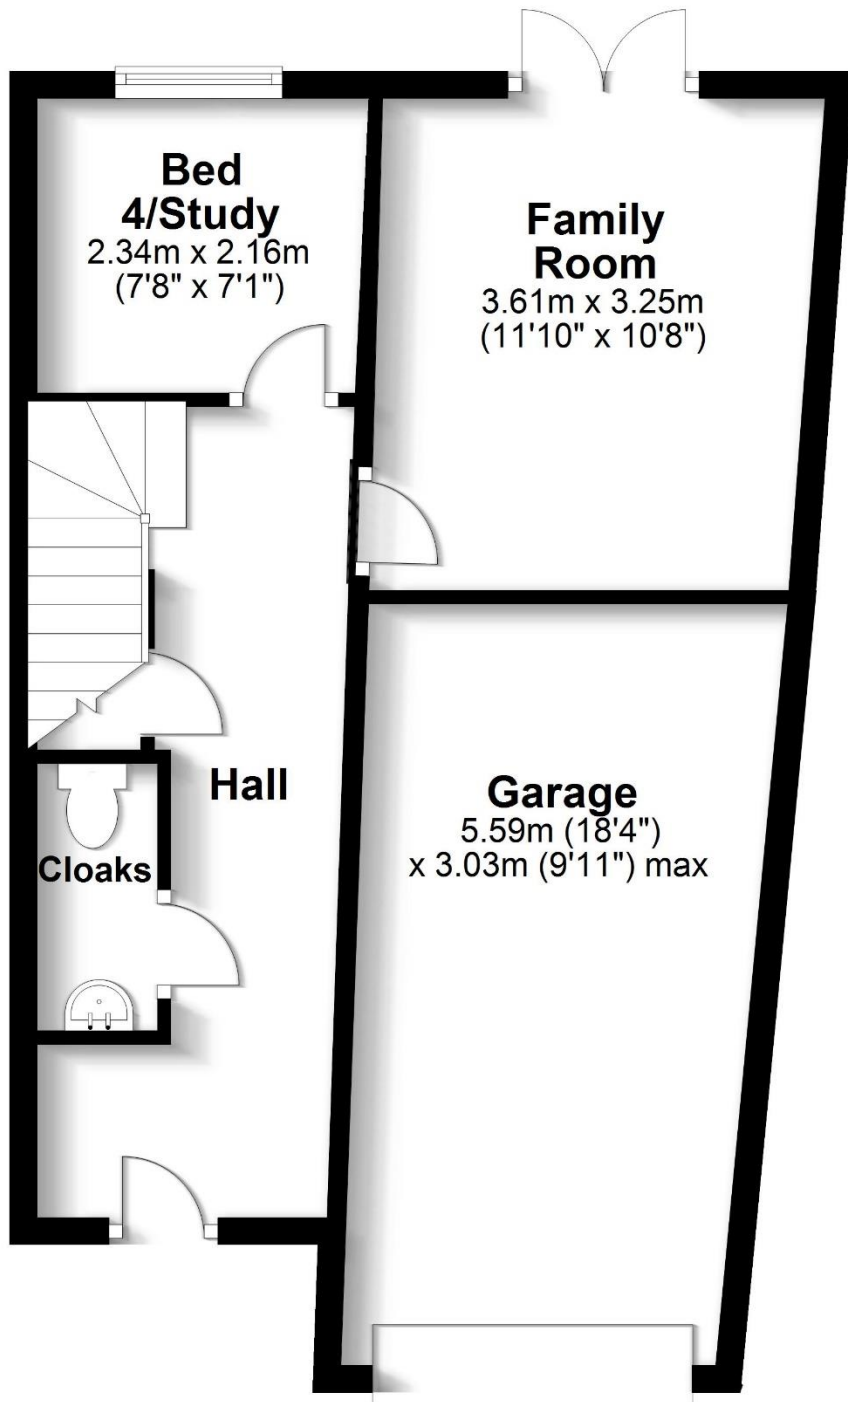 Bed
4/Study
2.34m x 2.16m
(7'8" x 7'1")
Family
Room
3.61m x 3.25m
(11'10" x 10'8")
Hall
Garage
5.59m (18'4")
x 3.03m (9'11") max
Cloaks